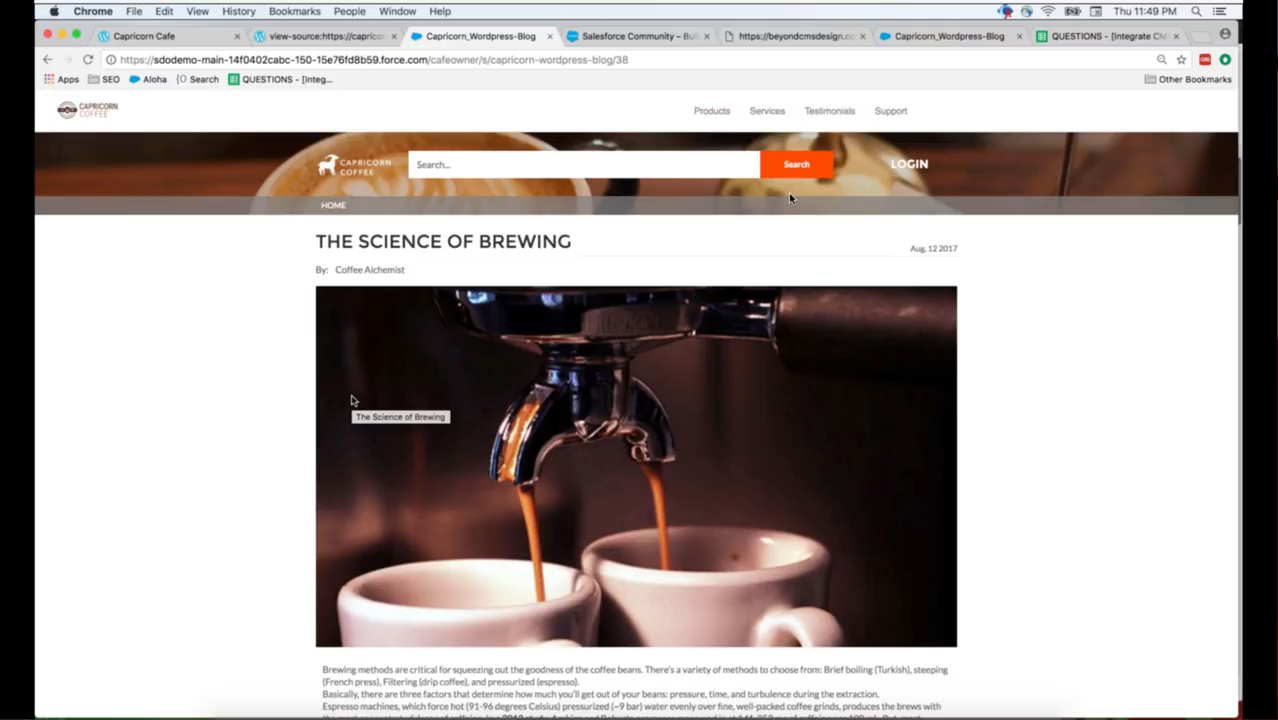 Chrome File Edit View History Bookmarks People Window Help Thu 11:49 PM
Capricorn Cafe
view-source:https://caprico
Capricorn_Wordpress-Blog
Salesforce Community – Bui
https://beyondcmsdesign.c
Capricorn_Wordpress-Blog
QUESTIONS - [Integrate CM
https://sdodemo-main-14f0402cabc-150-15e76fd8b59.force.com/cafeowner/s/capricorn-wordpress-blog/38
Apps SEO Aloha Search QUESTIONS - [Integ... Other Bookmarks
CAPRICORN
COFFEE
Products Services Testimonials Support
CAPRICORN
COFFEE
Search...
Search
LOGIN
HOME
THE SCIENCE OF BREWING
Aug, 12 2017
By: Coffee Alchemist
The Science of Brewing
Brewing methods are critical for squeezing out the goodness of the coffee beans. There's a variety of methods to choose from: Brief boiling (Turkish), steeping
(French press), Filtering (drip coffee), and pressurized (espresso).
Basically, there are three factors that determine how much you'll get out of your beans: pressure, time, and turbulence during the extraction.
Espresso machines, which force hot (91-96 degrees Celsius) pressurized (~9 bar) water evenly over fine, well-packed coffee grinds, produces the brews with